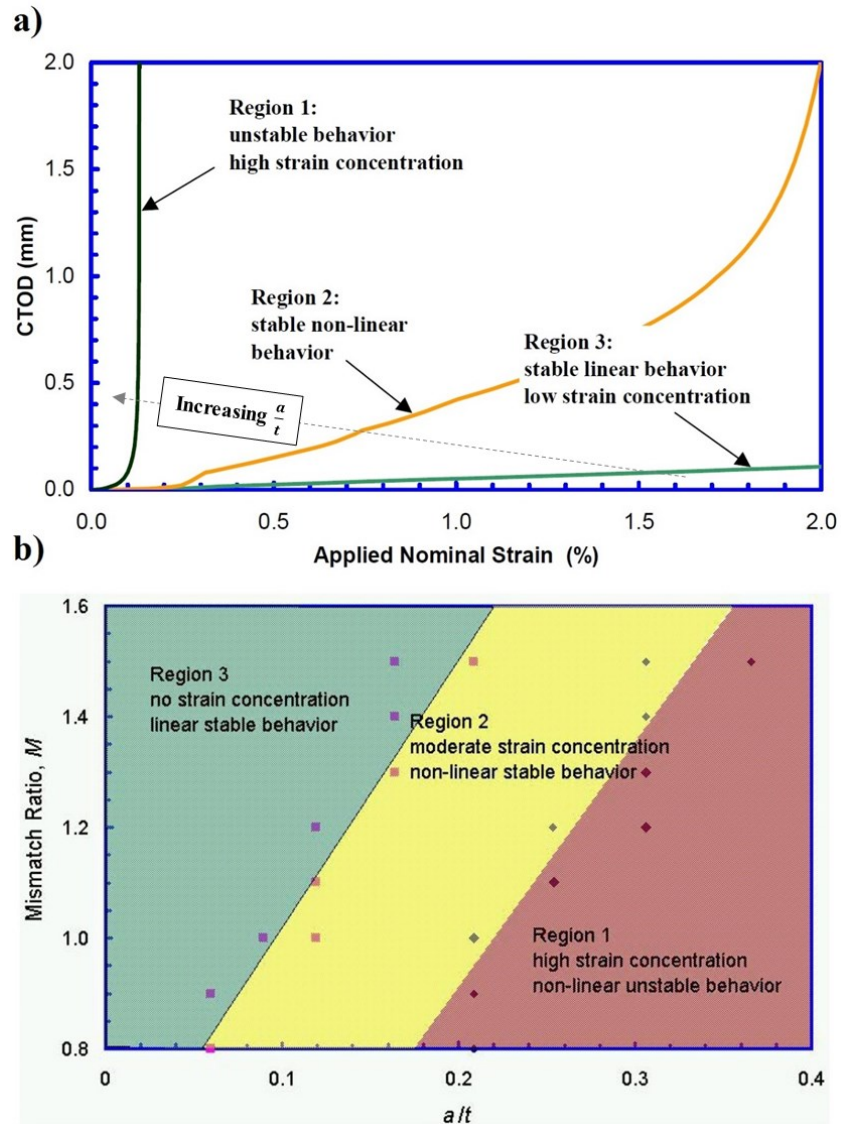 a)
2.0
1.5
1.0
0.5
0.0
CTOD (mm)
Region 1:
unstable behavior
high strain concentration
Region 2:
stable non-linear
behavior
Region 3:
stable linear behavior
low strain concentration
Increasing a/t
0.0 0.5 1.0 1.5 2.0
Applied Nominal Strain (%)
b)
1.6
1.4
1.2
1.0
0.8
Mismatch Ratio, M
Region 3
no strain concentration
linear stable behavior
Region 2
moderate strain concentration
non-linear stable behavior
Region 1
high strain concentration
non-linear unstable behavior
0 0.1 0.2 0.3 0.4
a/t